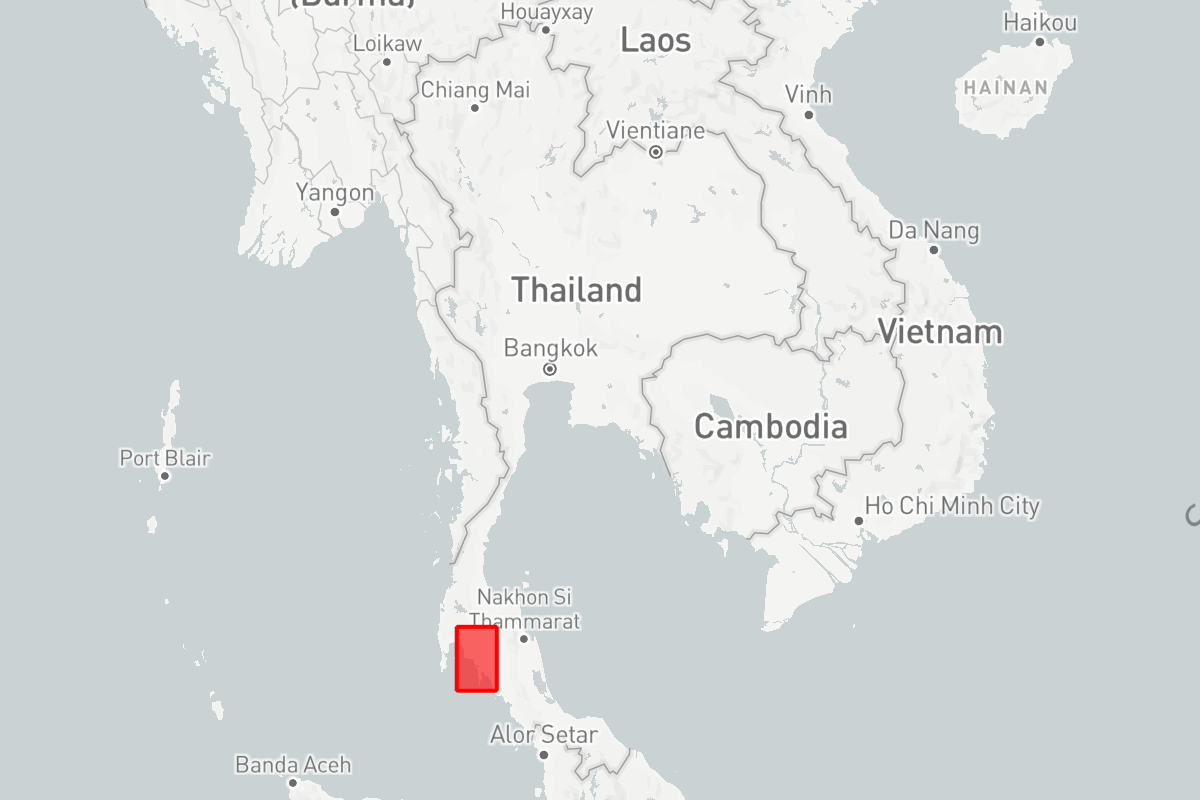 (Burma)
Houayxay
Haikou
Loikaw
Laos
Chiang Mai
HAINAN
Vinh
Vientiane
Yangon
Da Nang
Thailand
Vietnam
Bangkok
Cambodia
Port Blair
Ho Chi Minh City
Nakhon Si
Thammarat
Alor Setar
Banda Aceh